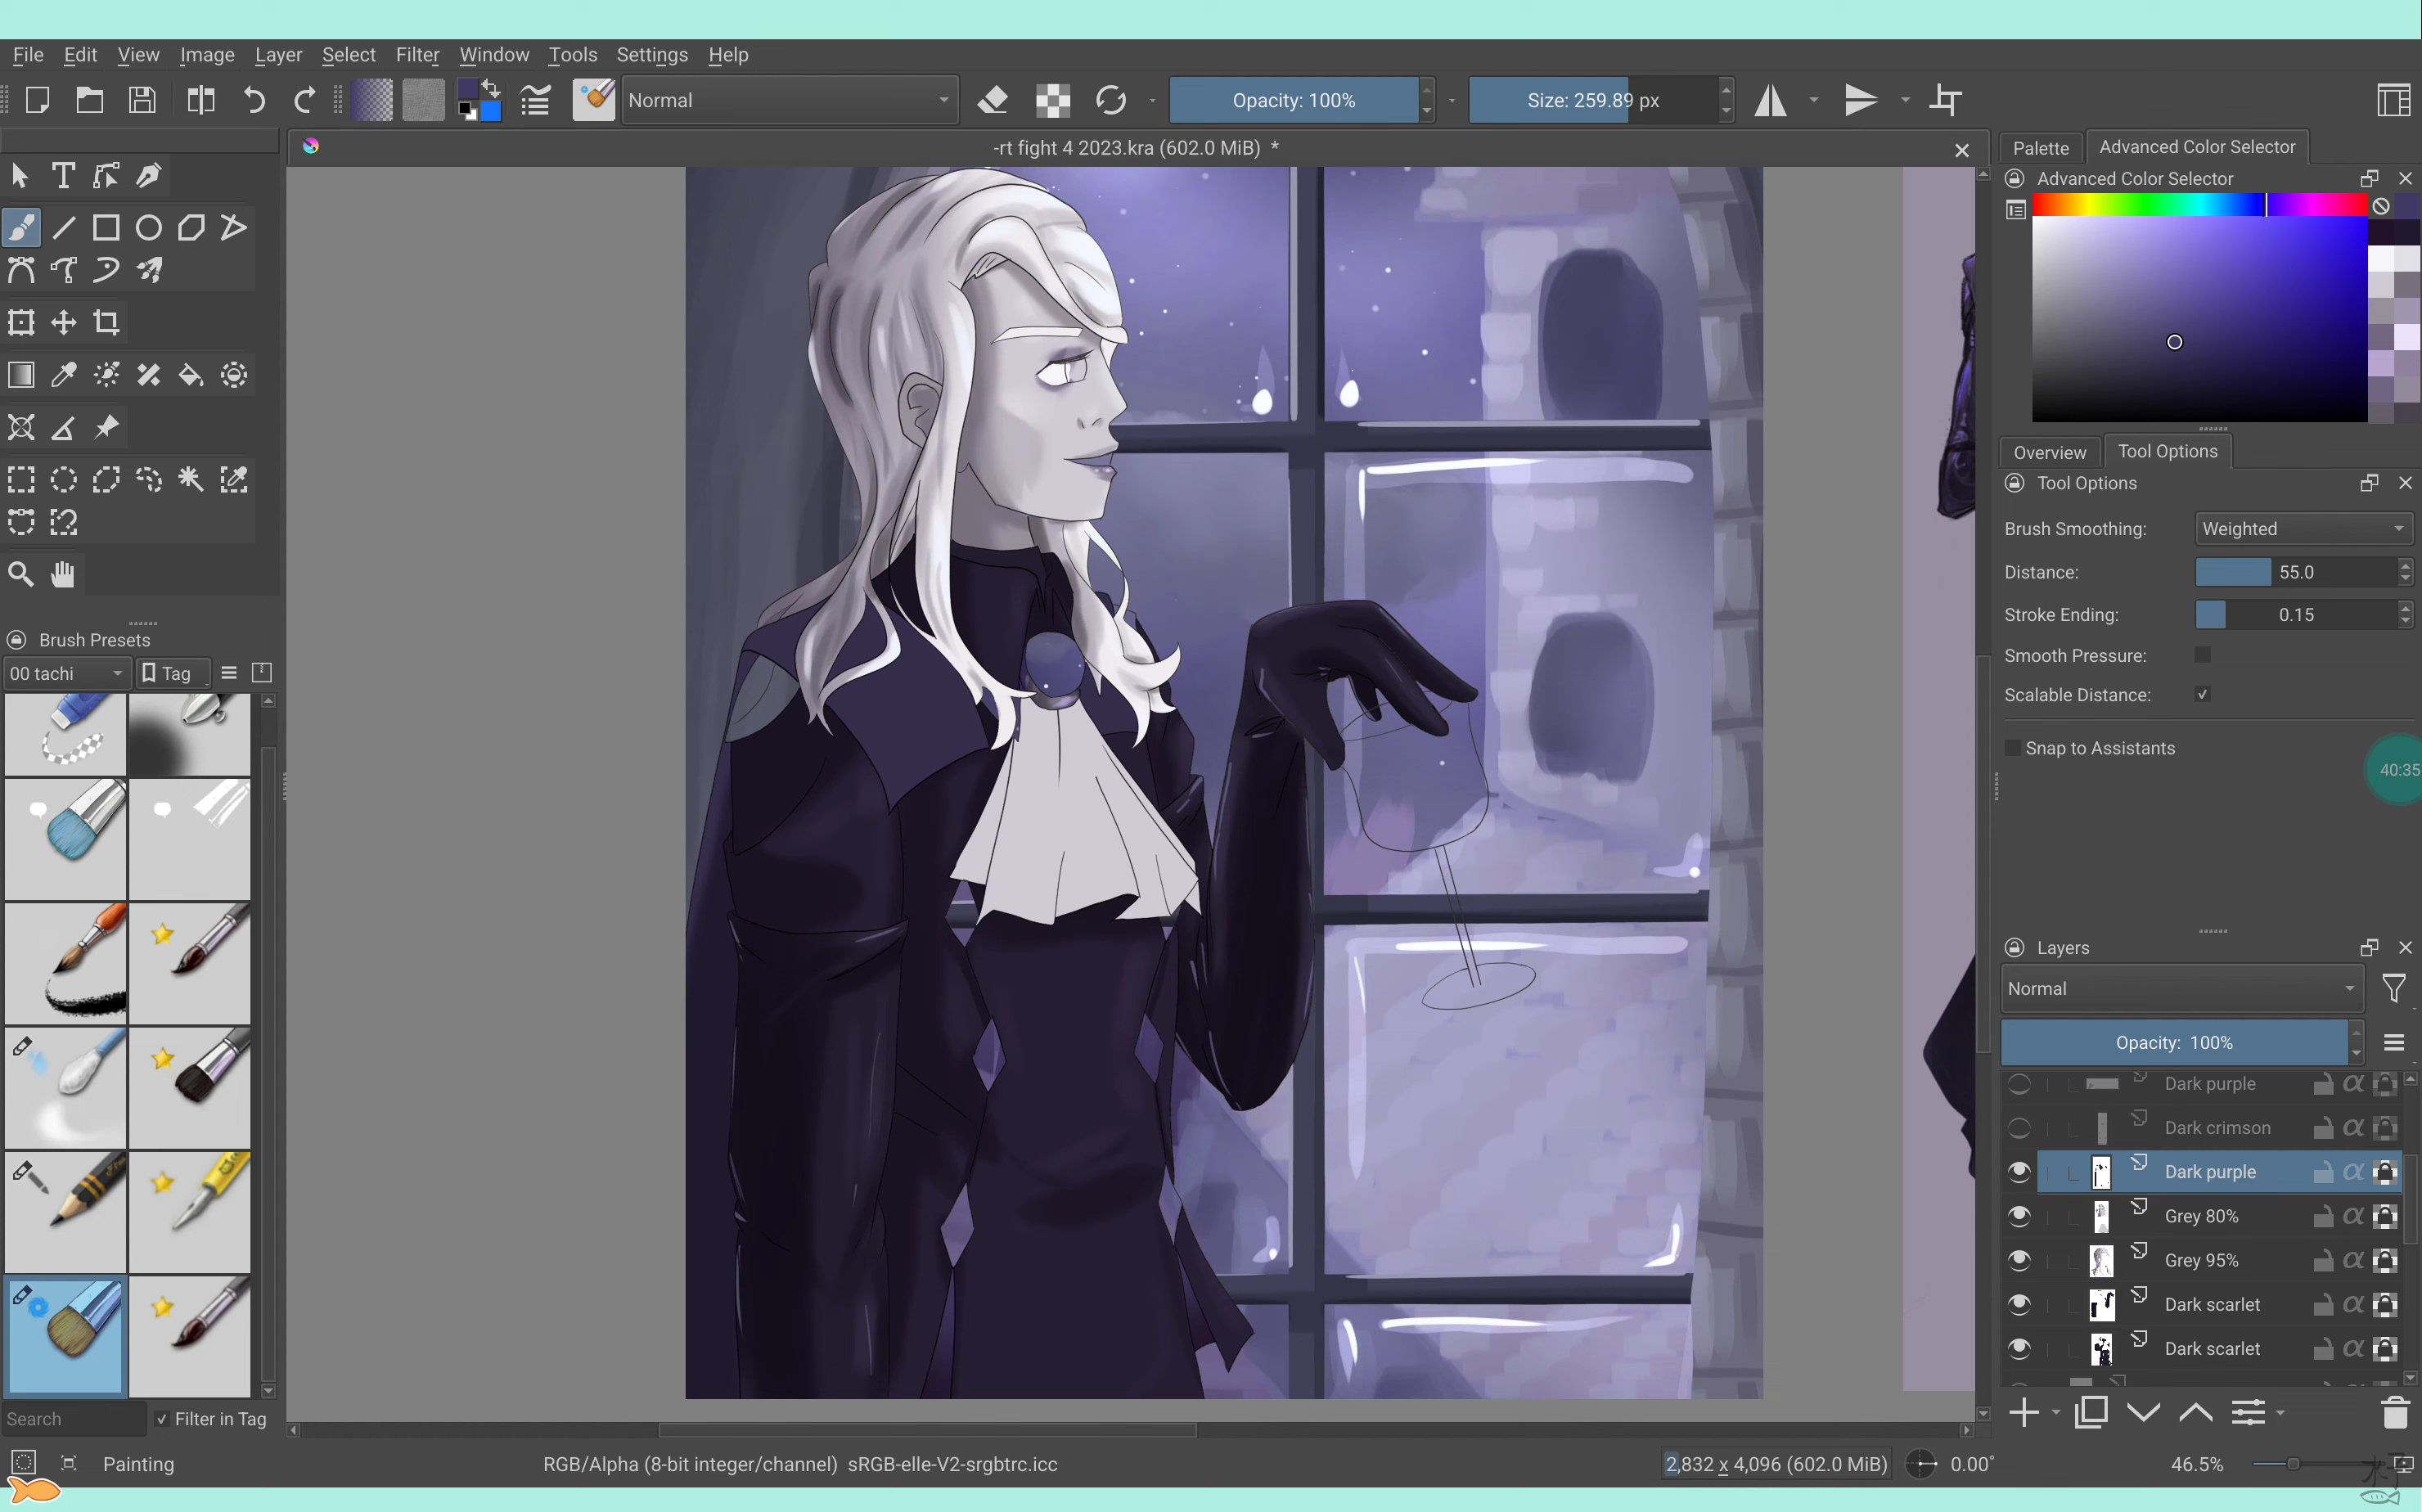 File Edit View Image Layer Select Filter Window Tools Settings Help
Normal Opacity: 100% Size: 259.89 px
-rt fight 4 2023.kra (602.0 MiB) *
Palette Advanced Color Selector
Advanced Color Selector
Overview Tool Options
Tool Options
Brush Smoothing: Weighted
Distance: 55.0
Stroke Ending: 0.15
Smooth Pressure:
Scalable Distance:
Snap to Assistants
40:35
Brush Presets
00 tachi Tag
Search Filter in Tag
Layers
Normal
Opacity: 100%
Dark purple
Dark crimson
Dark purple
Grey 80%
Grey 95%
Dark scarlet
Dark scarlet
Painting RGB/Alpha (8-bit integer/channel) sRGB-elle-V2-srgbtrc.icc 2,832 x 4,096 (602.0 MiB) 0.00° 46.5%